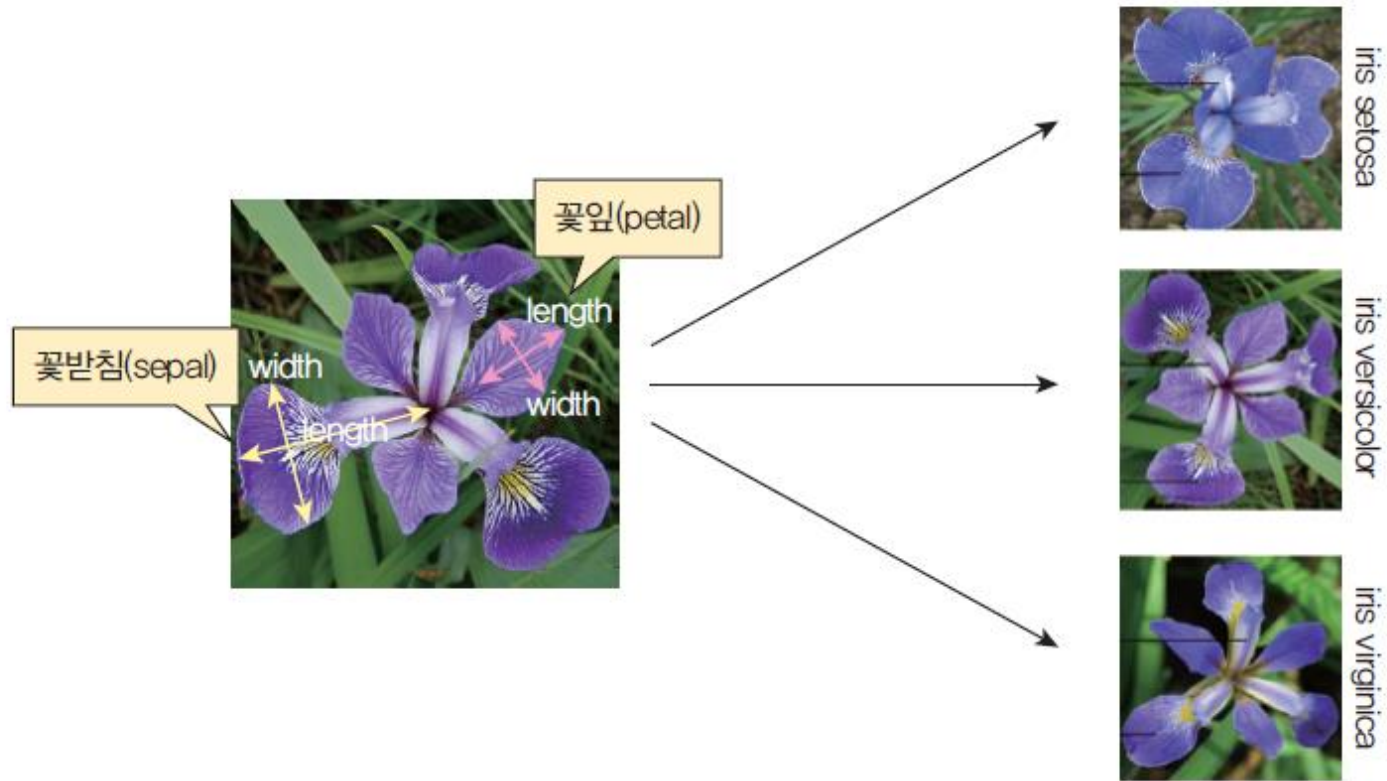 꽃잎(petal)
length
width
꽃받침(sepal)
width
length
iris setosa
iris versicolor
iris virginica